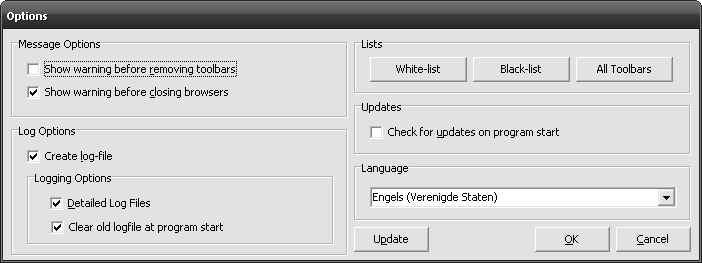 Options
Message Options
Show warning before removing toolbars
Show warning before closing browsers
Log Options
Create log-file
Logging Options
Detailed Log Files
Clear old logfile at program start
Lists
White-list Black-list All Toolbars
Updates
Check for updates on program start
Language
Engels (Verenigde Staten)
Update OK Cancel